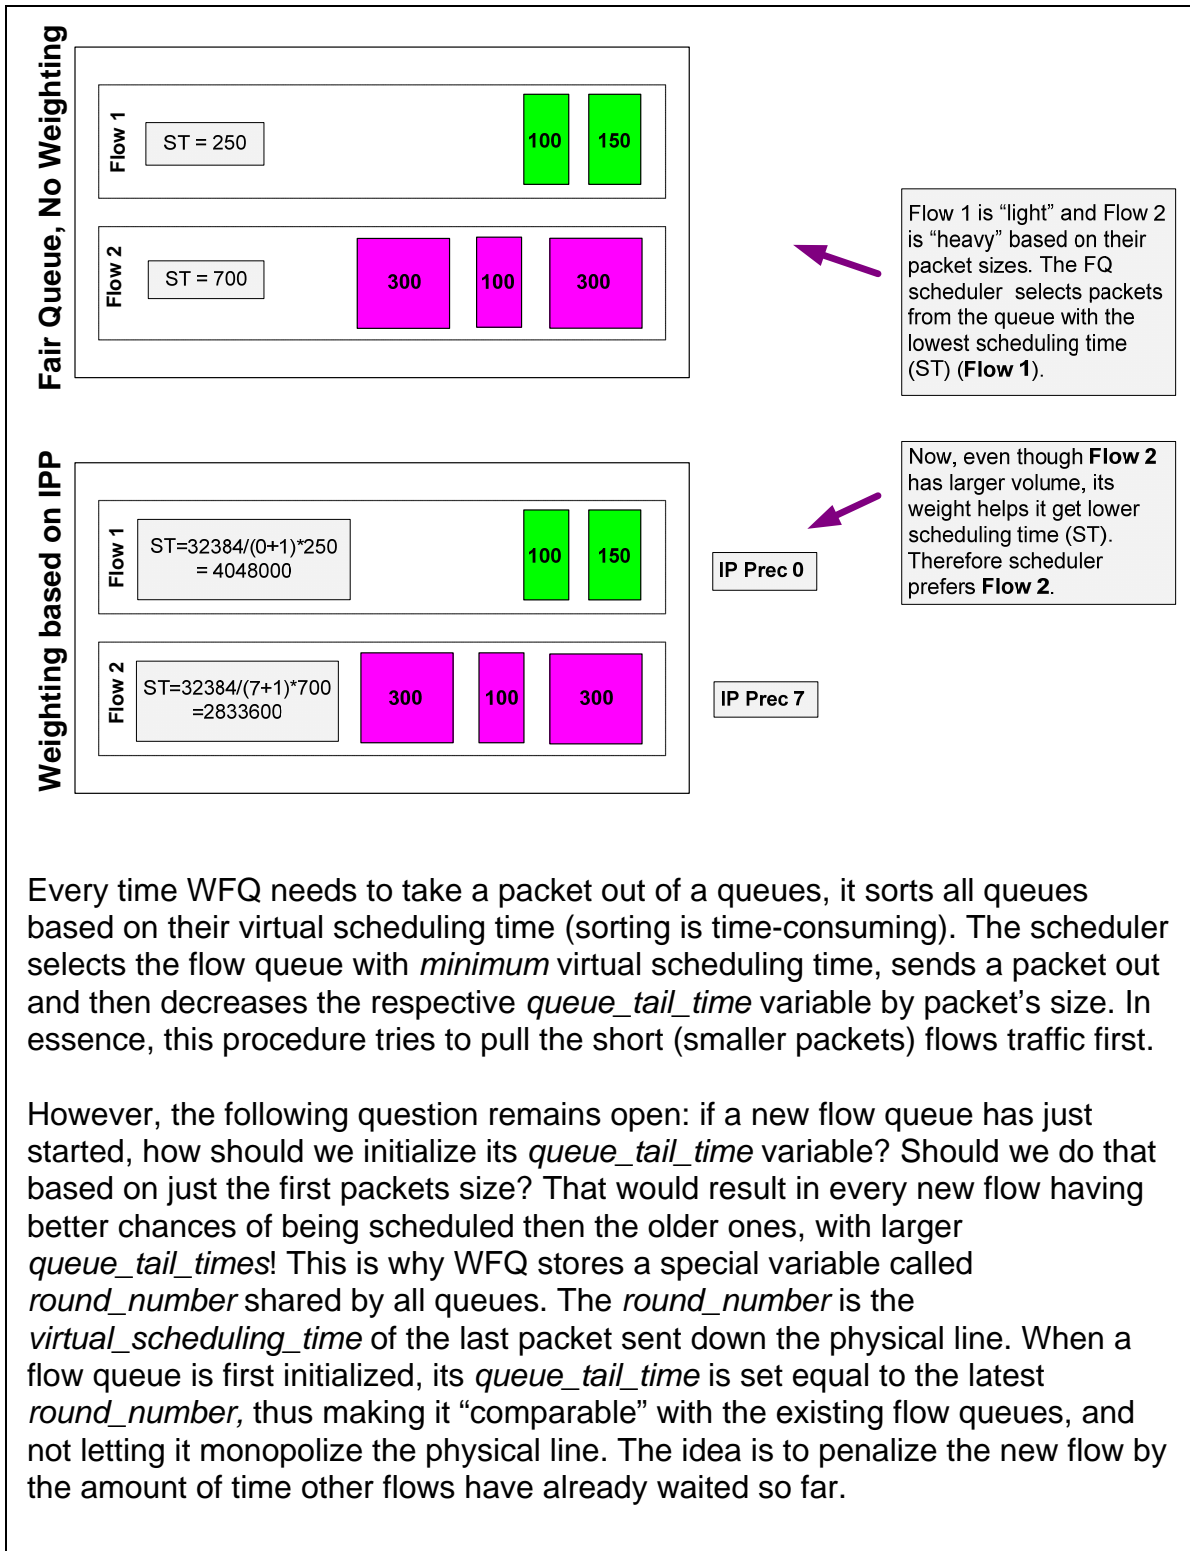 Fair Queue, No Weighting
Flow 1
ST = 250
100
150
Flow 2
ST = 700
300
100
300
Flow 1 is “light” and Flow 2
is “heavy” based on their
packet sizes. The FQ
scheduler selects packets
from the queue with the
lowest scheduling time
(ST) (Flow 1).
Weighting based on IPP
Flow 1
ST=32384/(0+1)*250
= 4048000
100
150
IP Prec 0
Flow 2
ST=32384/(7+1)*700
=2833600
300
100
300
IP Prec 7
Now, even though Flow 2
has larger volume, its
weight helps it get lower
scheduling time (ST).
Therefore scheduler
prefers Flow 2.
Every time WFQ needs to take a packet out of a queues, it sorts all queues
based on their virtual scheduling time (sorting is time-consuming). The scheduler
selects the flow queue with minimum virtual scheduling time, sends a packet out
and then decreases the respective queue_tail_time variable by packet’s size. In
essence, this procedure tries to pull the short (smaller packets) flows traffic first.
However, the following question remains open: if a new flow queue has just
started, how should we initialize its queue_tail_time variable? Should we do that
based on just the first packets size? That would result in every new flow having
better chances of being scheduled then the older ones, with larger
queue_tail_times! This is why WFQ stores a special variable called
round_number shared by all queues. The round_number is the
virtual_scheduling_time of the last packet sent down the physical line. When a
flow queue is first initialized, its queue_tail_time is set equal to the latest
round_number, thus making it “comparable” with the existing flow queues, and
not letting it monopolize the physical line. The idea is to penalize the new flow by
the amount of time other flows have already waited so far.